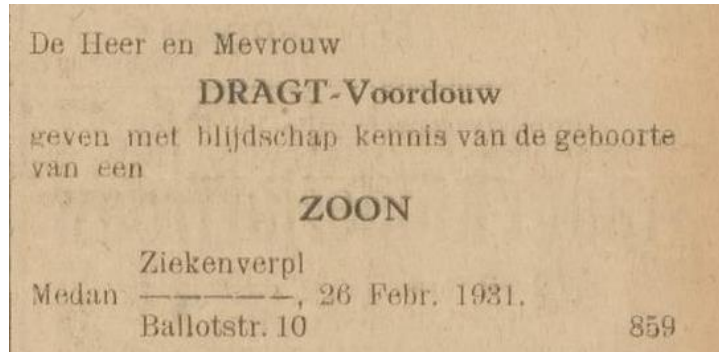 De Heer en Mevrouw
DRAGT-Voordouw
geven met blijdschap kennis van de geboorte
van een
ZOON
Ziekenverpl
Medan —————, 26 Febr. 1931.
Ballotstr. 10 859